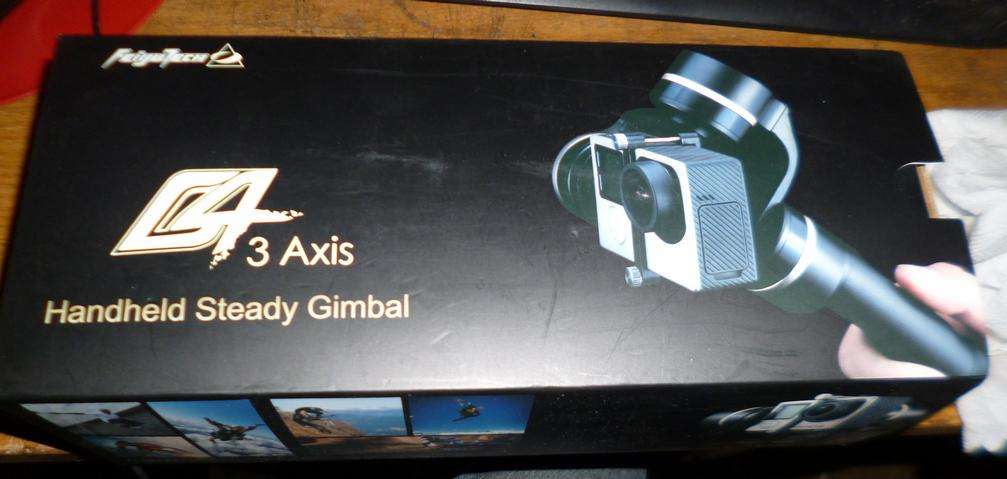 FeiyuTech
G4
3 Axis
Handheld Steady Gimbal